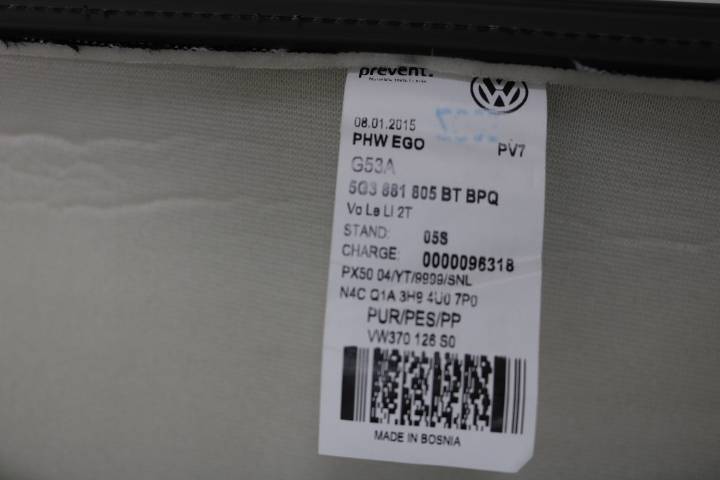 prevent.
VW
08.01.2015
PHW EGO
PV7
G53A
5G3 881 805 BT BPQ
Vo Le LI 2T
STAND: 05S
CHARGE: 0000096318
PX50 04/YT/9999/SNL
N4C Q1A 3H9 4U0 7P0
PUR/PES/PP
VW370 126 S0
MADE IN BOSNIA